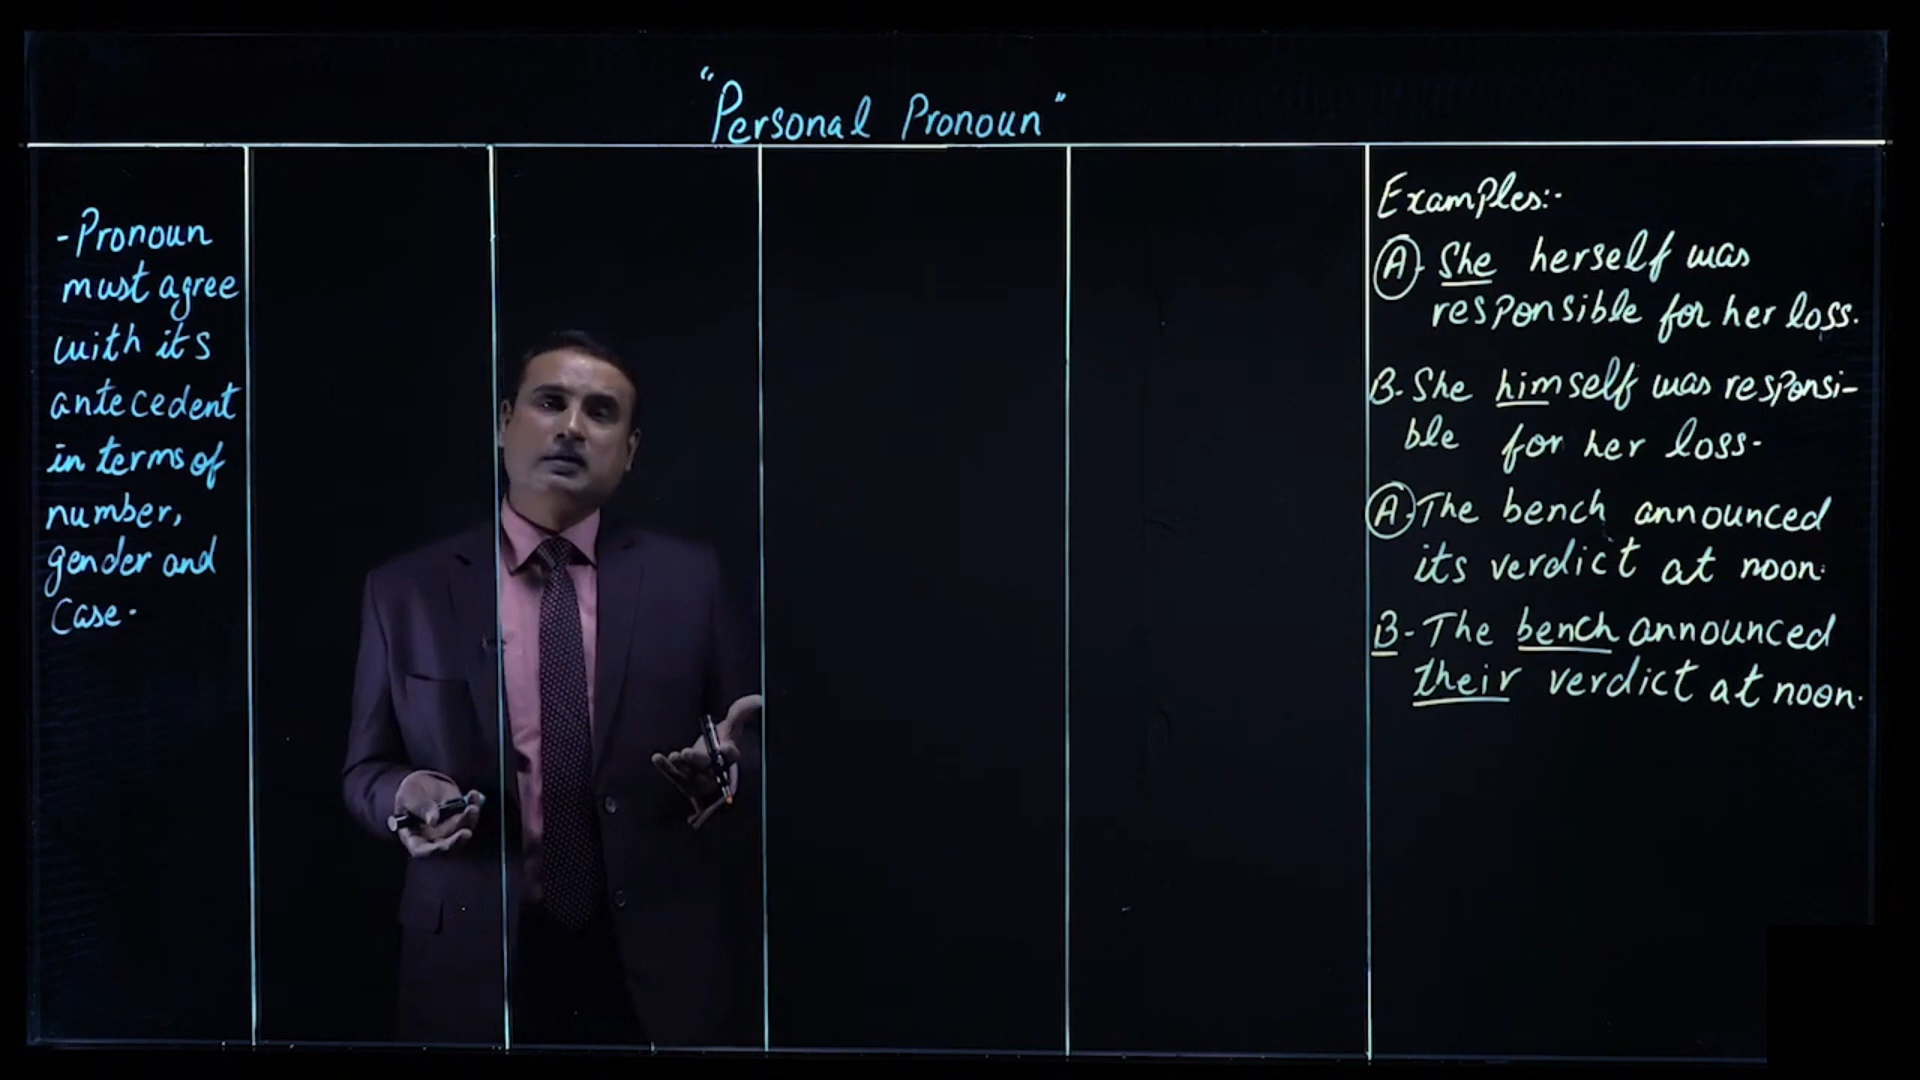 "Personal Pronoun"
-Pronoun
must agree
with its
antecedent
in terms of
number,
gender and
Case.
Examples:-
A- She herself was
responsible for her loss.
B- She himself was responsi-
ble for her loss-
A- The bench announced
its verdict at noon.
B- The bench announced
their verdict at noon.